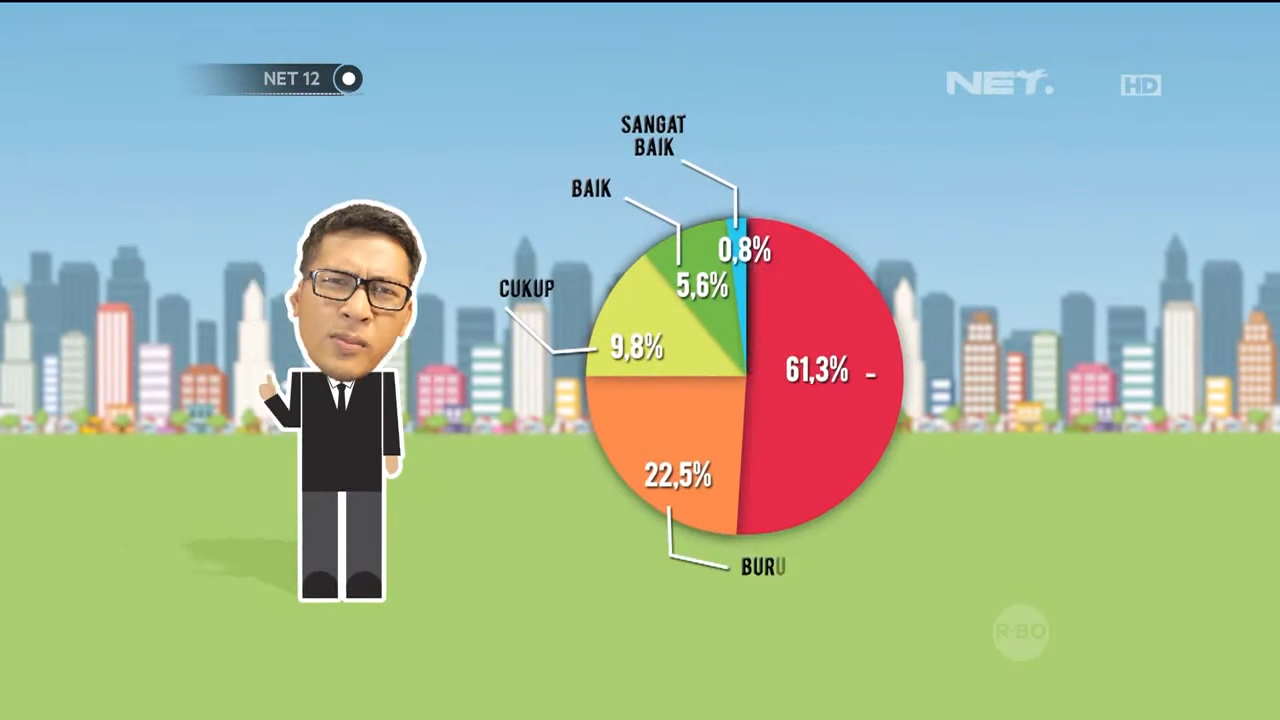 NET 12
NET.
HD
SANGAT
BAIK
BAIK
0,8%
5,6%
CUKUP
9,8%
61,3%
22,5%
BURU
R-BO